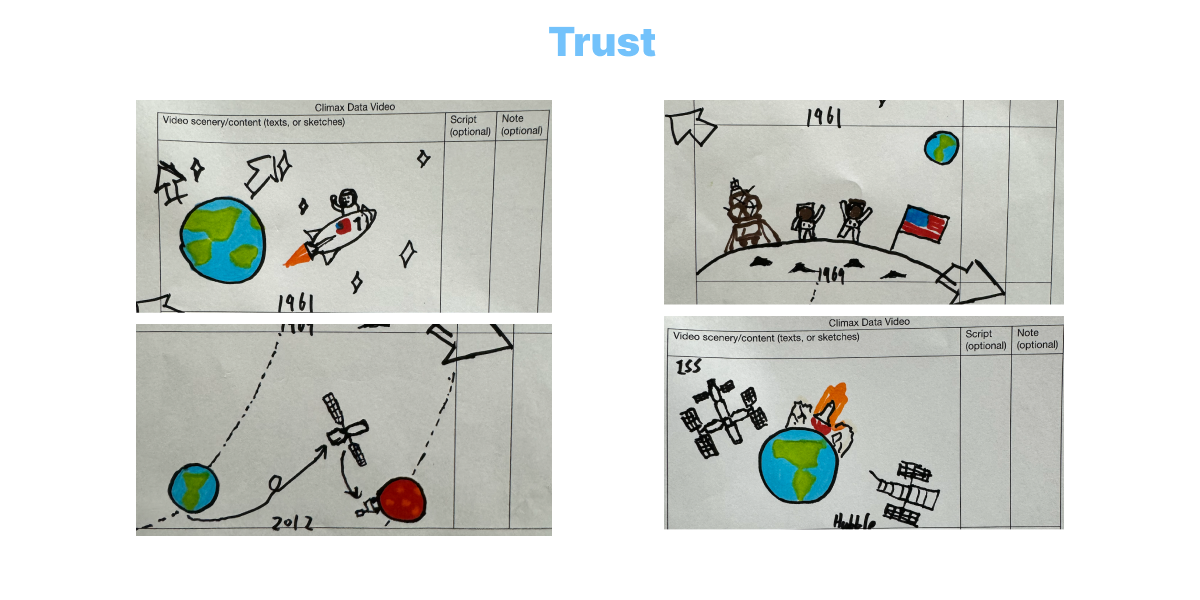 Trust
Climax Data Video
Video scenery/content (texts, or sketches)
Script
(optional)
Note
(optional)
1
1961
1961
1969
1969
2012
Climax Data Video
Video scenery/content (texts, or sketches)
Script
(optional)
Note
(optional)
ISS
Hubble